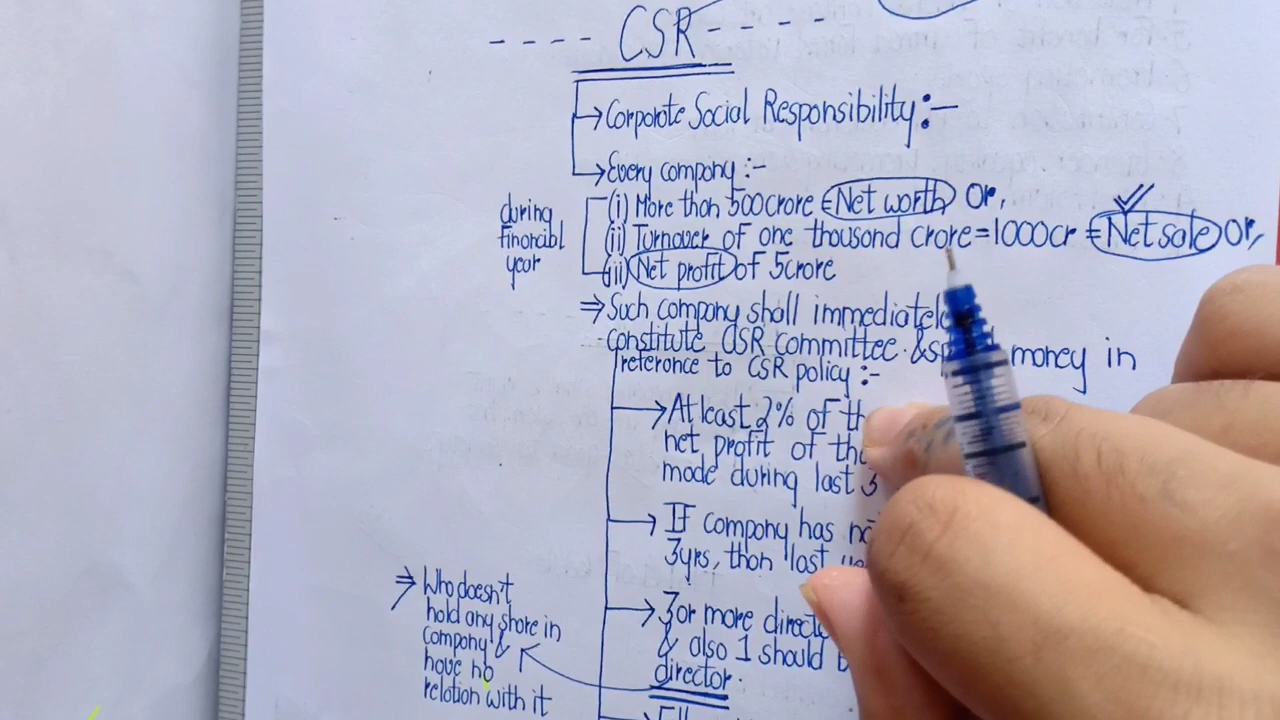 CSR
→ Corporate Social Responsibility :-
→ Every company :-
during financial year
(i) More than 500crore = Net worth Or,
(ii) Turnover of one thousand crore = 1000cr = Net sale Or,
(iii) Net profit of 5crore
⇒ Such company shall immediately
constitute CSR committee & money in
reference to CSR policy :-
→ At least 2% of
net profit of
made during last 3
→ If company has
3yrs, than last
→ 3 or more
& also 1 should
director.
⇒ Who doesn't
hold any share in
company &
have no
relation with it